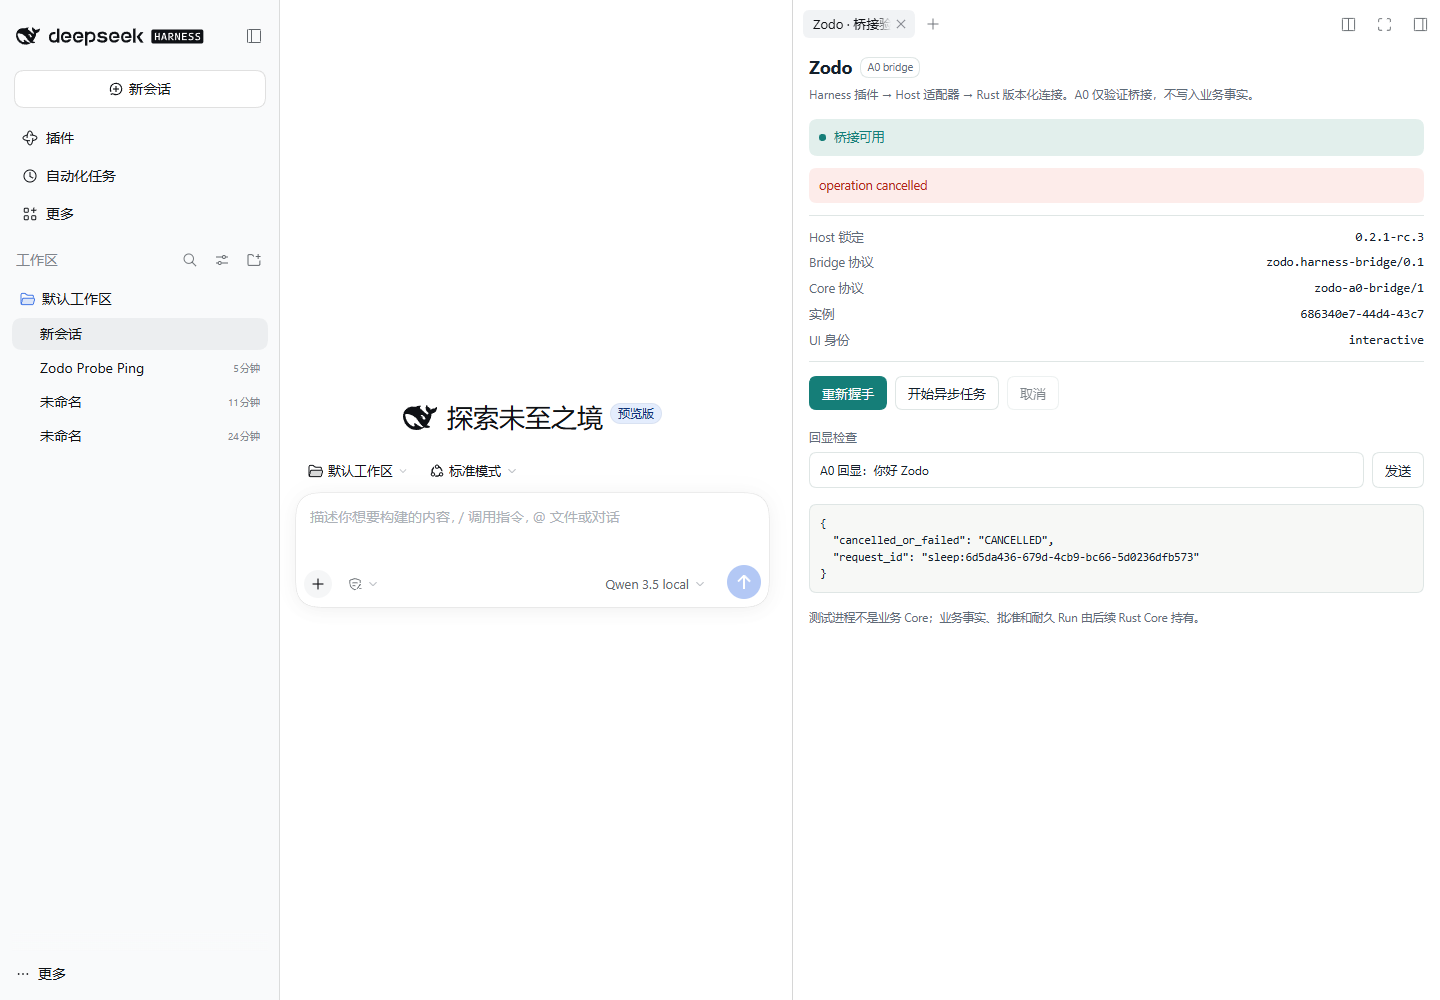 deepseek HARNESS
新会话
插件
自动化任务
更多
工作区
默认工作区
新会话
Zodo Probe Ping 5分钟
未命名 11分钟
未命名 24分钟
··· 更多
探索未至之境 预览版
默认工作区 标准模式
描述你想要构建的内容, / 调用指令, @ 文件或对话
Qwen 3.5 local
Zodo · 桥接
Zodo A0 bridge
Harness 插件 → Host 适配器 → Rust 版本化连接。A0 仅验证桥接，不写入业务事实。
桥接可用
operation cancelled
Host 锁定 0.2.1-rc.3
Bridge 协议 zodo.harness-bridge/0.1
Core 协议 zodo-a0-bridge/1
实例 686340e7-44d4-43c7
UI 身份 interactive
重新握手 开始异步任务 取消
回显检查
A0 回显：你好 Zodo 发送
{
"cancelled_or_failed": "CANCELLED",
"request_id": "sleep:6d5da436-679d-4cb9-bc66-5d0236dfb573"
}
测试进程不是业务 Core；业务事实、批准和耐久 Run 由后续 Rust Core 持有。